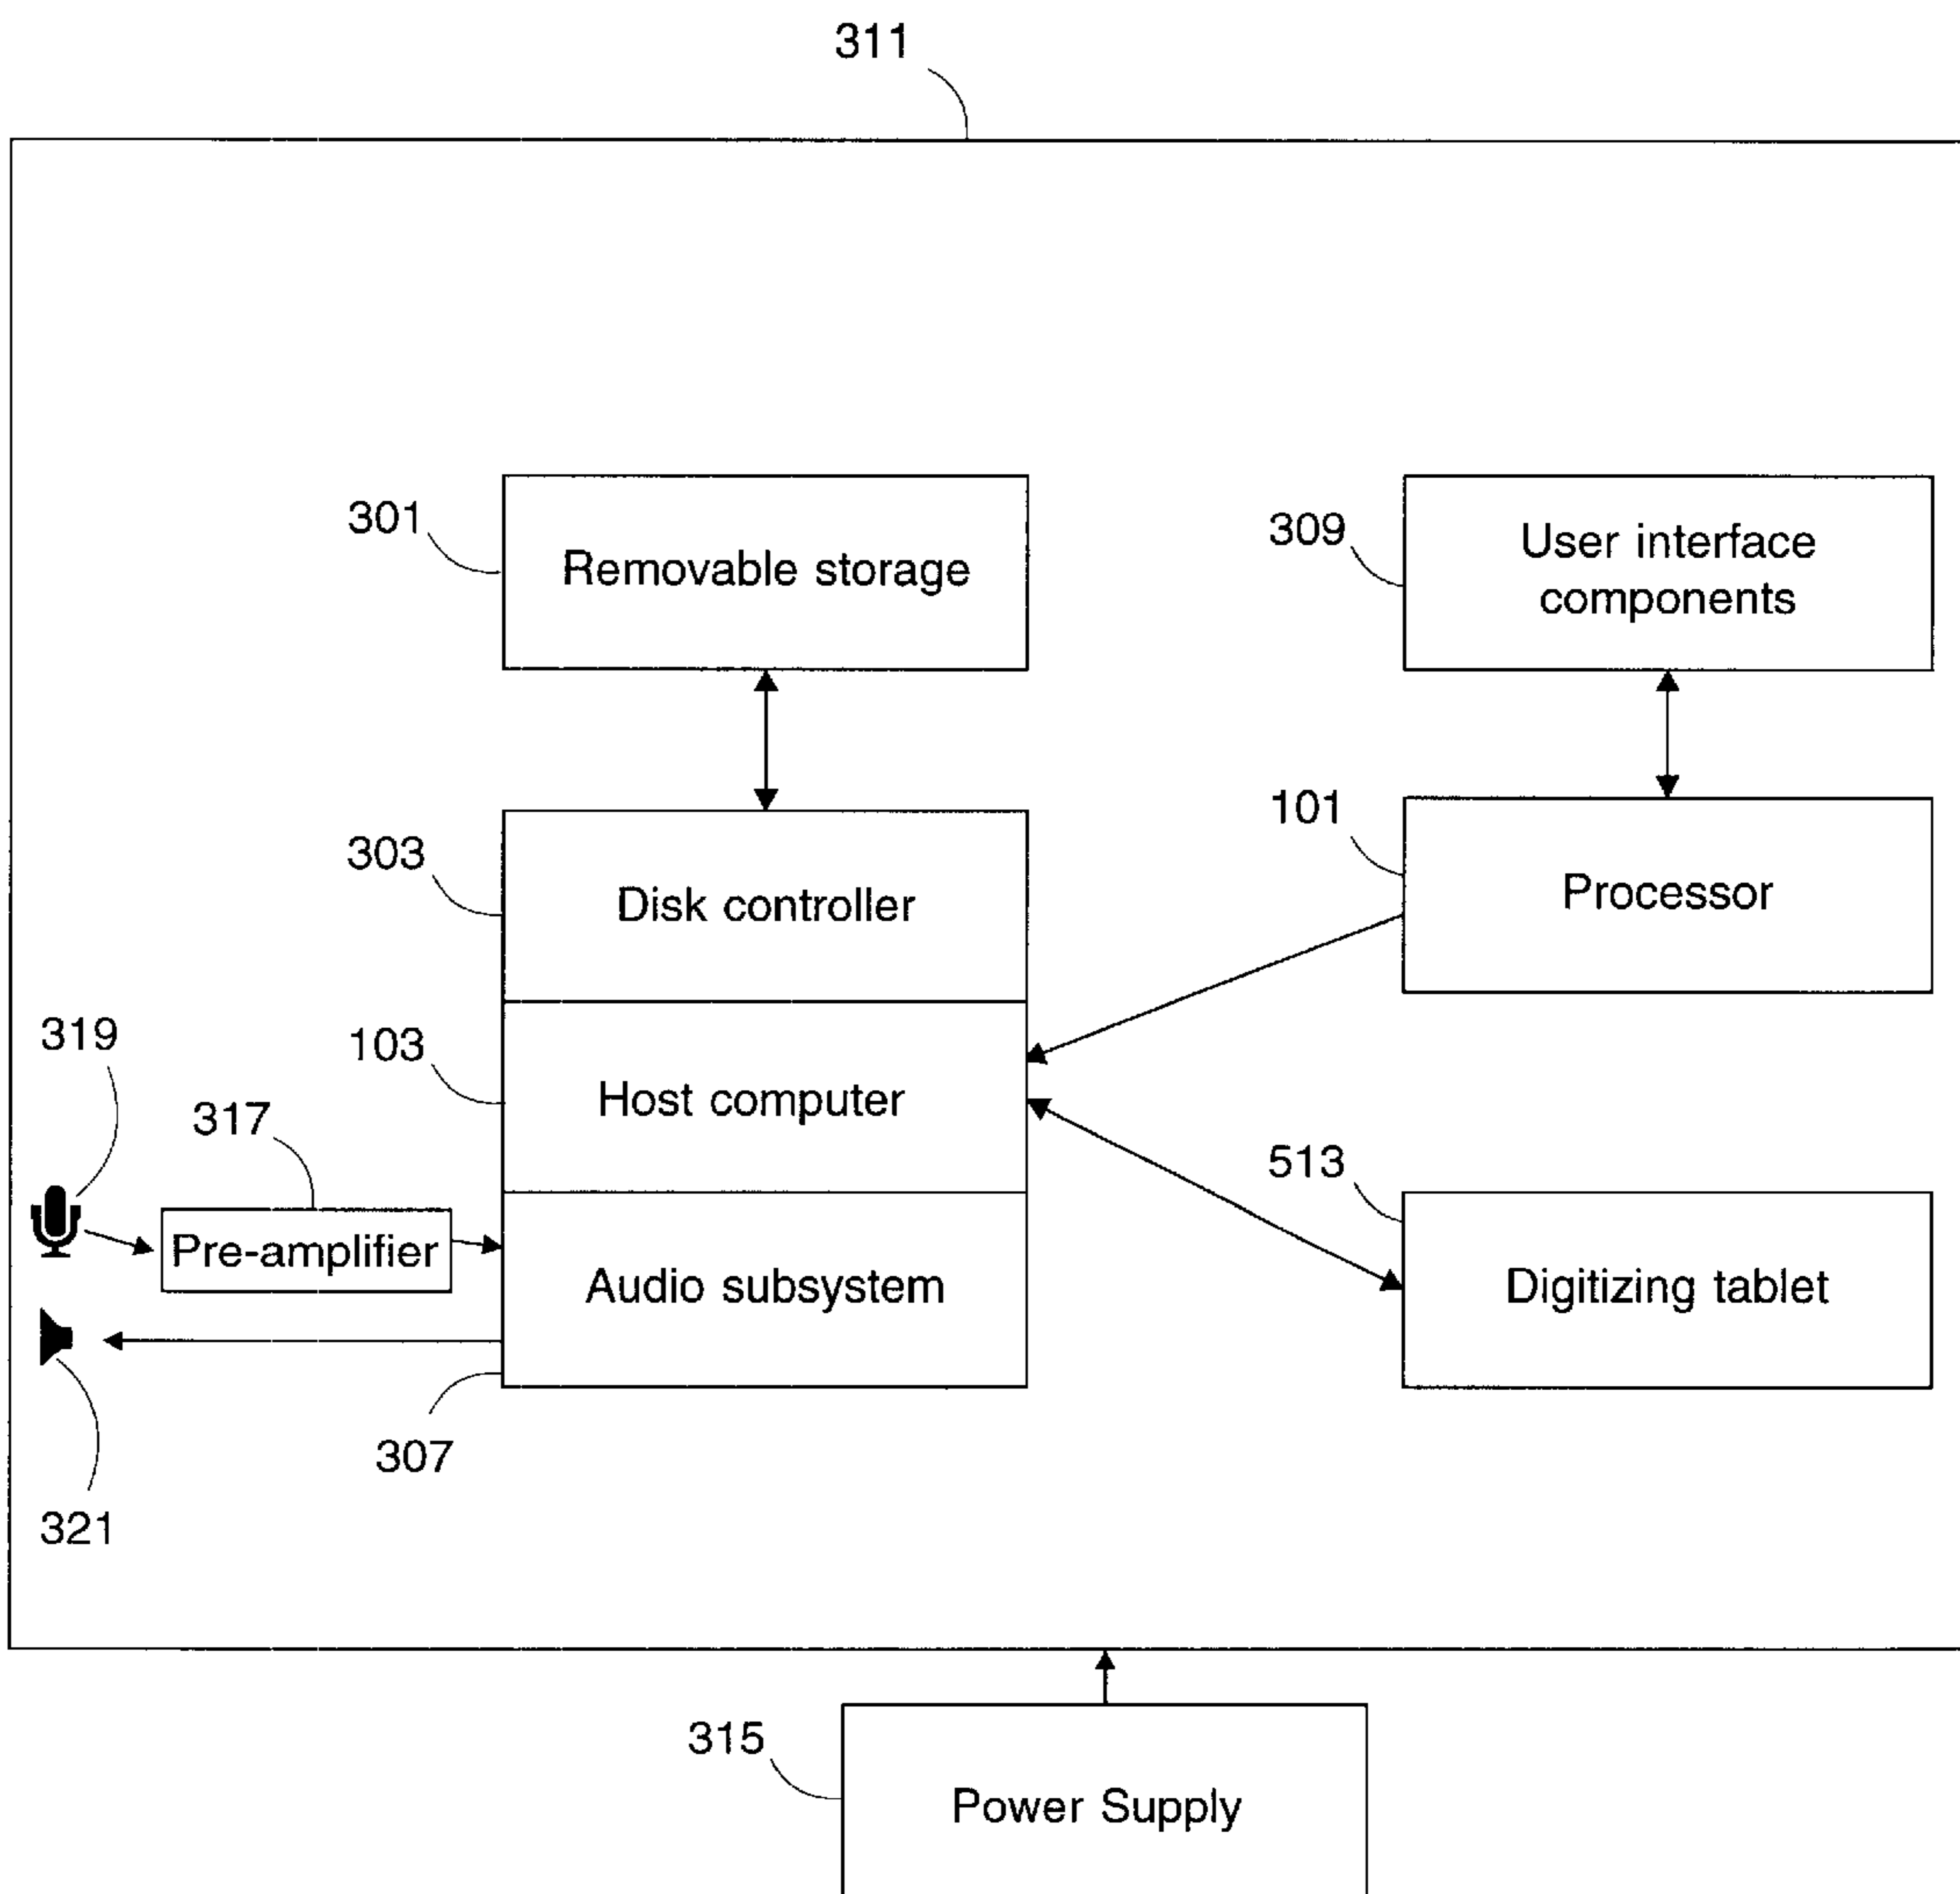 311
301
Removable storage
309
User interface
components
303
Disk controller
101
Processor
319
103
Host computer
317
Pre-amplifier
513
Audio subsystem
Digitizing tablet
307
321
315
Power Supply